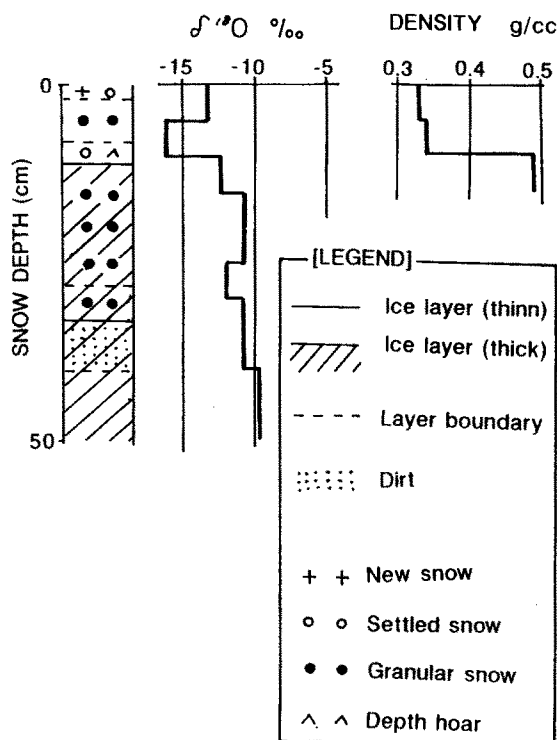 δ ¹⁸O ‰
DENSITY g/cc
-15 -10 -5
0.3 0.4 0.5
0
50
SNOW DEPTH (cm)
[LEGEND]
Ice layer (thinn)
Ice layer (thick)
Layer boundary
Dirt
New snow
Settled snow
Granular snow
Depth hoar